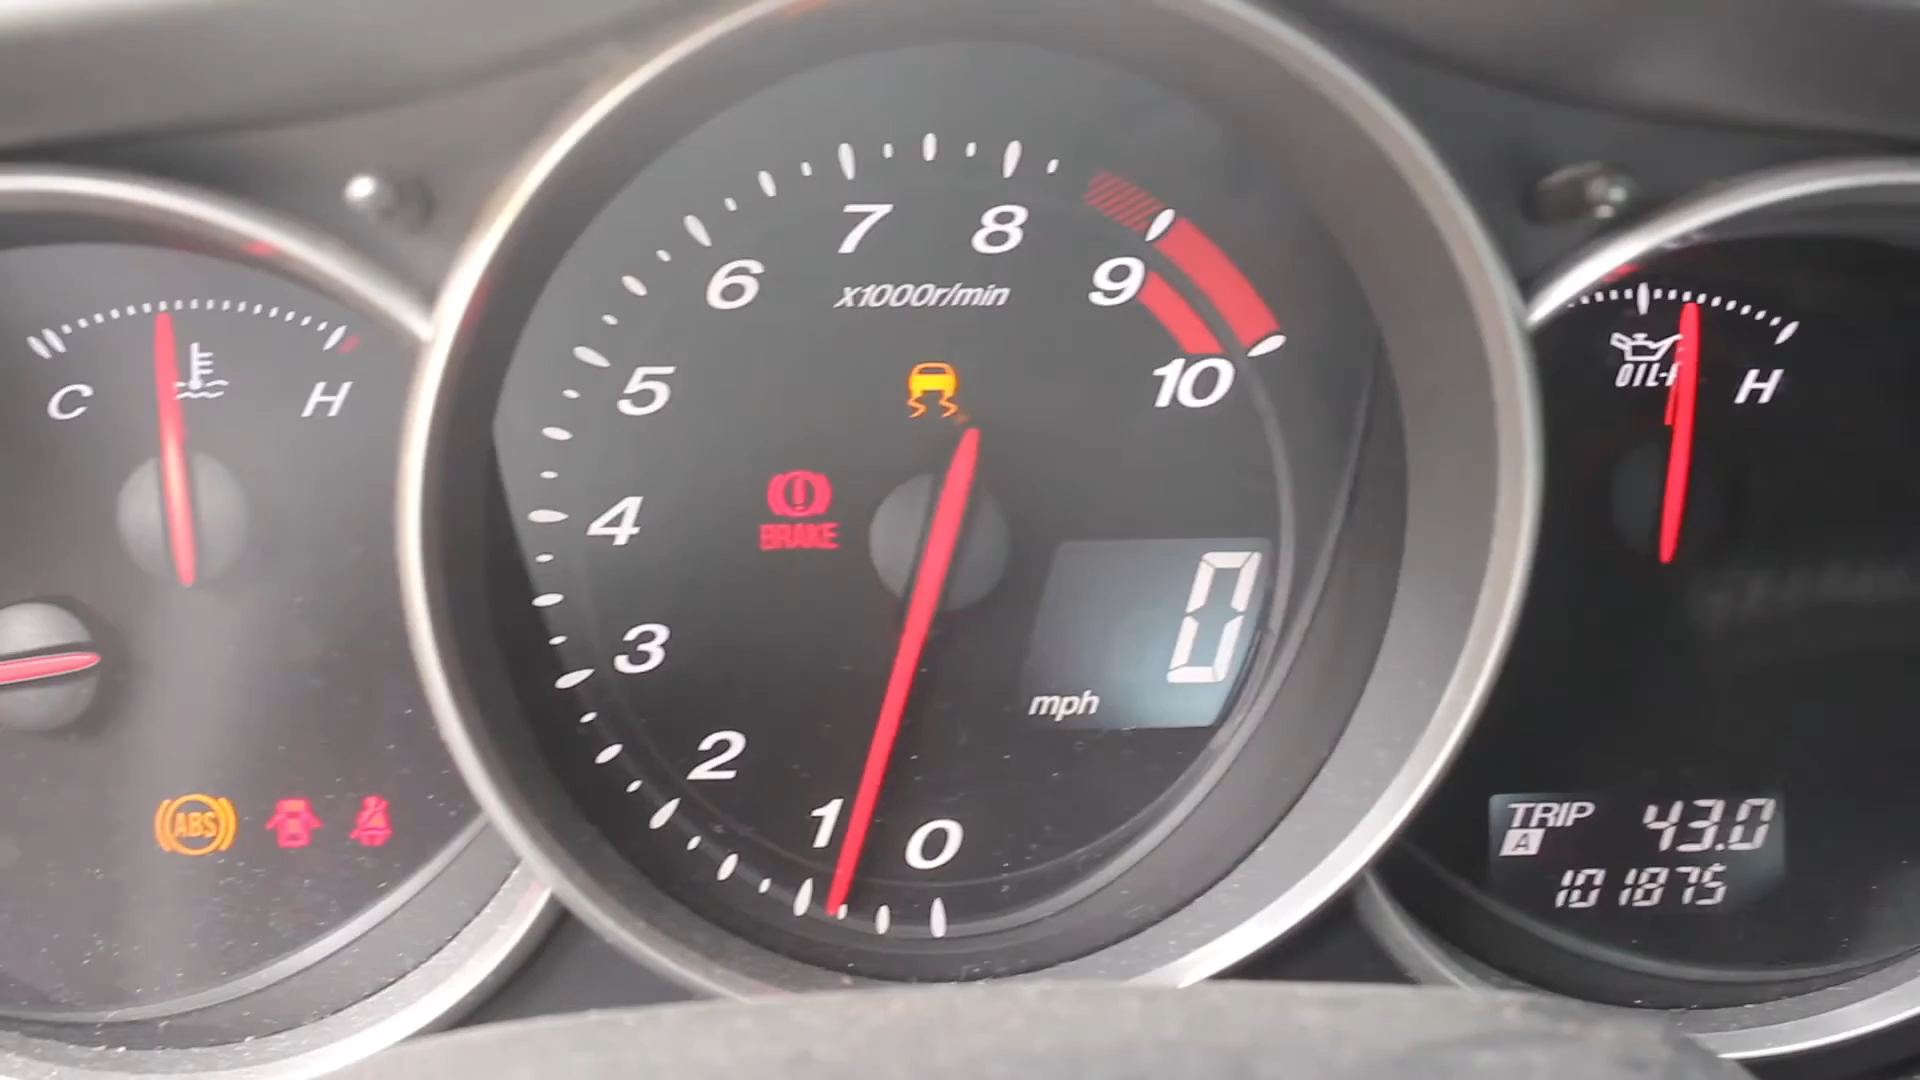 7 8
6 9
x1000r/min
5 10
C H
OIL-P H
4
BRAKE
0
3
mph
2
1 0
ABS
TRIP 43.0
A
101875